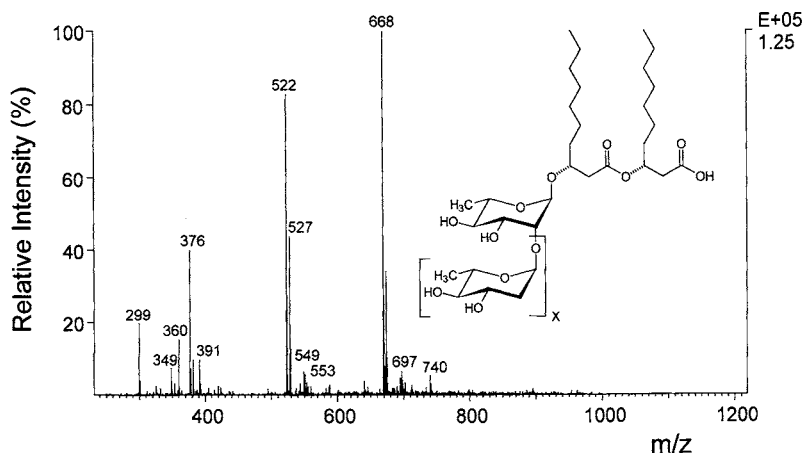 Relative Intensity (%)
100
80
60
40
20
400
600
800
1000
1200
m/z
E+05
1.25
668
522
527
376
299
360
349
391
549
553
697
740
O
O
O
O
OH
H₃C
O
HO
HO
O
H₃C
O
HO
HO
x